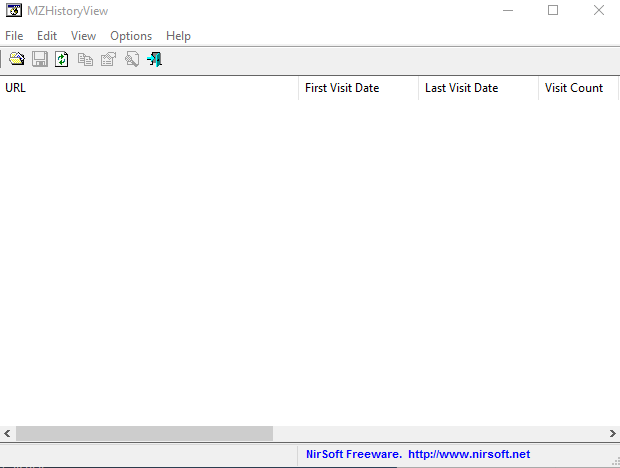 MZHistoryView
File Edit View Options Help
URL First Visit Date Last Visit Date Visit Count
NirSoft Freeware. http://www.nirsoft.net